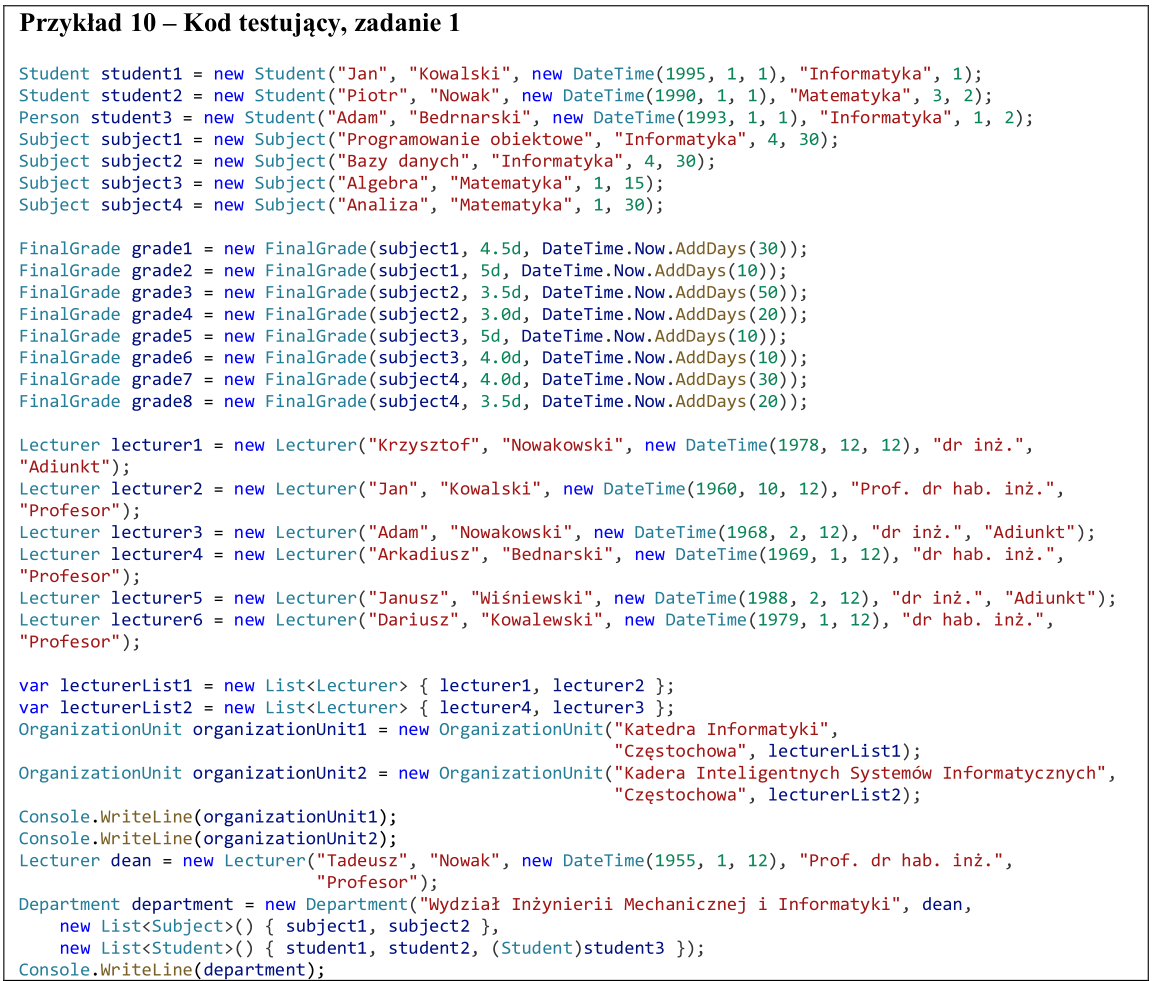 Przykład 10 – Kod testujący, zadanie 1
Student student1 = new Student("Jan", "Kowalski", new DateTime(1995, 1, 1), "Informatyka", 1);
Student student2 = new Student("Piotr", "Nowak", new DateTime(1990, 1, 1), "Matematyka", 3, 2);
Person student3 = new Student("Adam", "Bedrnarski", new DateTime(1993, 1, 1), "Informatyka", 1, 2);
Subject subject1 = new Subject("Programowanie obiektowe", "Informatyka", 4, 30);
Subject subject2 = new Subject("Bazy danych", "Informatyka", 4, 30);
Subject subject3 = new Subject("Algebra", "Matematyka", 1, 15);
Subject subject4 = new Subject("Analiza", "Matematyka", 1, 30);
FinalGrade grade1 = new FinalGrade(subject1, 4.5d, DateTime.Now.AddDays(30));
FinalGrade grade2 = new FinalGrade(subject1, 5d, DateTime.Now.AddDays(10));
FinalGrade grade3 = new FinalGrade(subject2, 3.5d, DateTime.Now.AddDays(50));
FinalGrade grade4 = new FinalGrade(subject2, 3.0d, DateTime.Now.AddDays(20));
FinalGrade grade5 = new FinalGrade(subject3, 5d, DateTime.Now.AddDays(10));
FinalGrade grade6 = new FinalGrade(subject3, 4.0d, DateTime.Now.AddDays(10));
FinalGrade grade7 = new FinalGrade(subject4, 4.0d, DateTime.Now.AddDays(30));
FinalGrade grade8 = new FinalGrade(subject4, 3.5d, DateTime.Now.AddDays(20));
Lecturer lecturer1 = new Lecturer("Krzysztof", "Nowakowski", new DateTime(1978, 12, 12), "dr inż.",
"Adiunkt");
Lecturer lecturer2 = new Lecturer("Jan", "Kowalski", new DateTime(1960, 10, 12), "Prof. dr hab. inż.",
"Profesor");
Lecturer lecturer3 = new Lecturer("Adam", "Nowakowski", new DateTime(1968, 2, 12), "dr inż.", "Adiunkt");
Lecturer lecturer4 = new Lecturer("Arkadiusz", "Bednarski", new DateTime(1969, 1, 12), "dr hab. inż.",
"Profesor");
Lecturer lecturer5 = new Lecturer("Janusz", "Wiśniewski", new DateTime(1988, 2, 12), "dr inż.", "Adiunkt");
Lecturer lecturer6 = new Lecturer("Dariusz", "Kowalewski", new DateTime(1979, 1, 12), "dr hab. inż.",
"Profesor");
var lecturerList1 = new List<Lecturer> { lecturer1, lecturer2 };
var lecturerList2 = new List<Lecturer> { lecturer4, lecturer3 };
OrganizationUnit organizationUnit1 = new OrganizationUnit("Katedra Informatyki",
"Częstochowa", lecturerList1);
OrganizationUnit organizationUnit2 = new OrganizationUnit("Kadera Inteligentnych Systemów Informatycznych",
"Częstochowa", lecturerList2);
Console.WriteLine(organizationUnit1);
Console.WriteLine(organizationUnit2);
Lecturer dean = new Lecturer("Tadeusz", "Nowak", new DateTime(1955, 1, 12), "Prof. dr hab. inż.",
"Profesor");
Department department = new Department("Wydział Inżynierii Mechanicznej i Informatyki", dean,
new List<Subject>() { subject1, subject2 },
new List<Student>() { student1, student2, (Student)student3 });
Console.WriteLine(department);